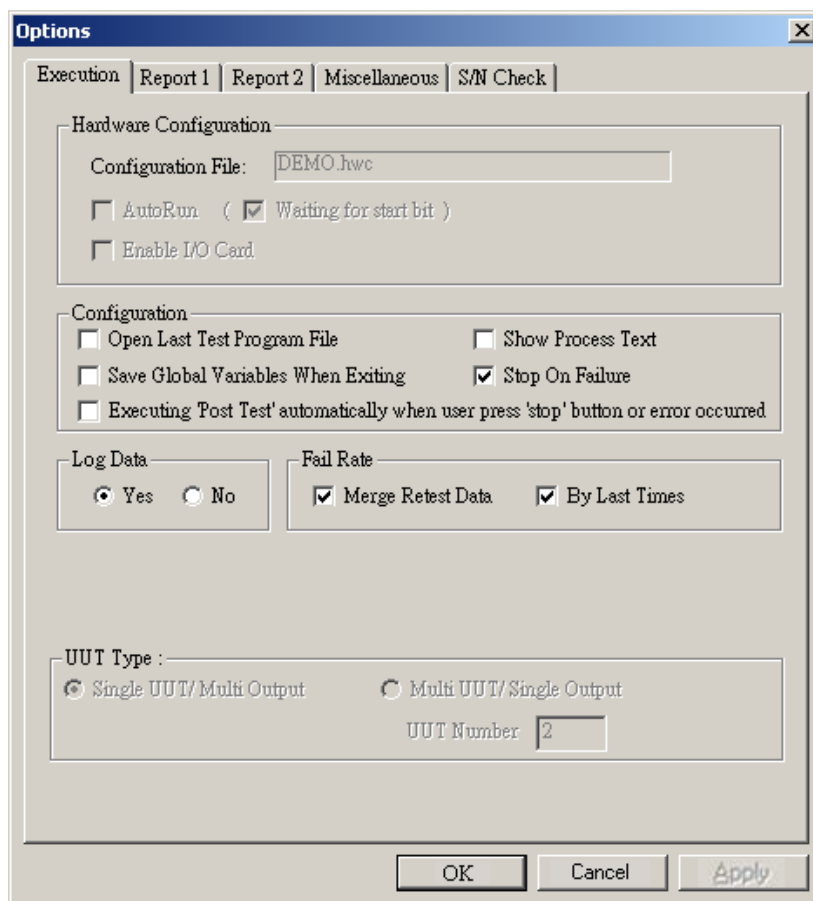 Options
Execution Report 1 Report 2 Miscellaneous S/N Check
Hardware Configuration
Configuration File: DEMO.hwc
AutoRun ( Waiting for start bit )
Enable I/O Card
Configuration
Open Last Test Program File Show Process Text
Save Global Variables When Exiting Stop On Failure
Executing 'Post Test' automatically when user press 'stop' button or error occurred
Log Data Fail Rate
Yes No Merge Retest Data By Last Times
UUT Type :
Single UUT/ Multi Output Multi UUT/ Single Output
UUT Number 2
OK Cancel Apply